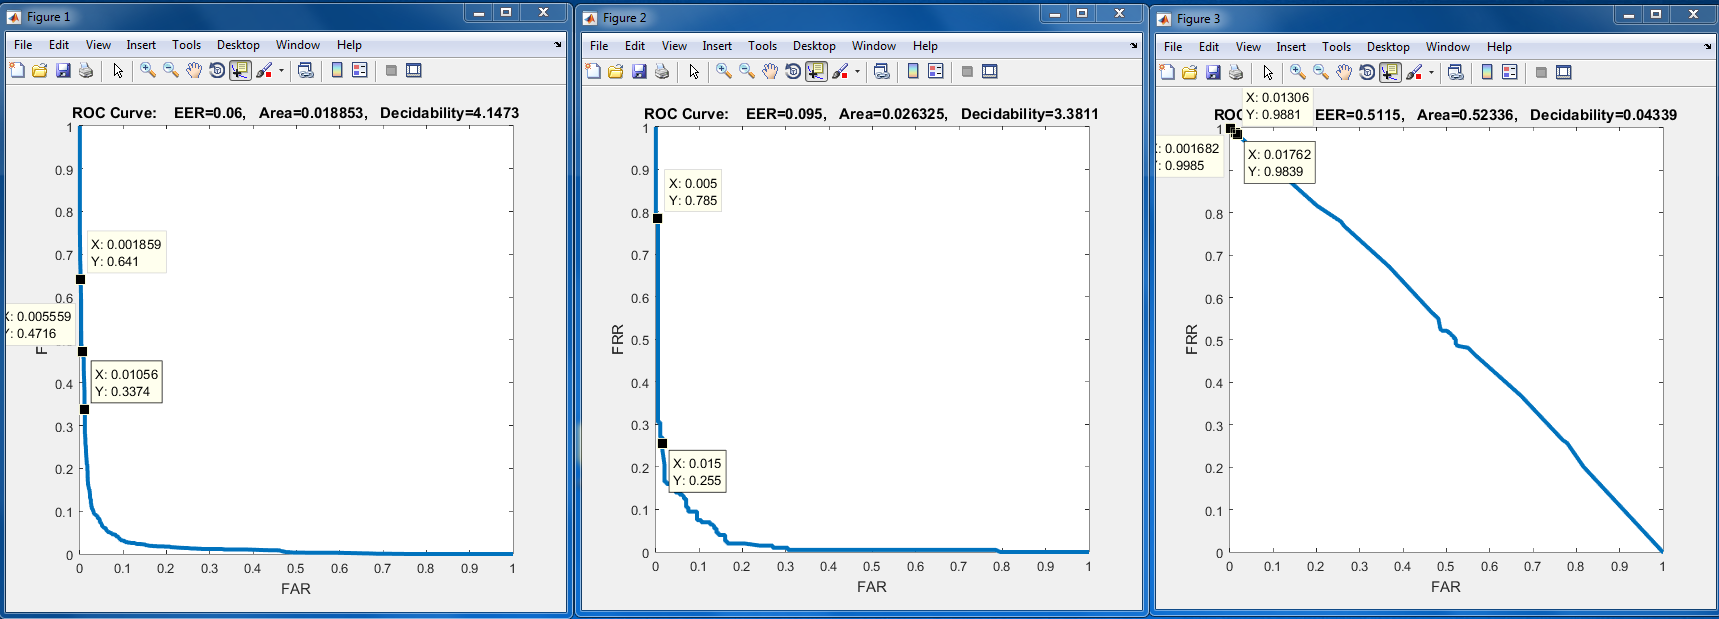 Figure 1
File Edit View Insert Tools Desktop Window Help
ROC Curve: EER=0.06, Area=0.018853, Decidability=4.1473
1
0.9
0.8
0.7
0.6
0.4
0.3
0.2
0.1
0
X: 0.001859
Y: 0.641
X: 0.005559
Y: 0.4716
X: 0.01056
Y: 0.3374
0 0.1 0.2 0.3 0.4 0.5 0.6 0.7 0.8 0.9 1
FAR
Figure 2
File Edit View Insert Tools Desktop Window Help
ROC Curve: EER=0.095, Area=0.026325, Decidability=3.3811
1
0.9
0.8
0.7
0.6
0.5
0.4
0.3
0.2
0.1
0
FRR
X: 0.005
Y: 0.785
X: 0.015
Y: 0.255
0 0.1 0.2 0.3 0.4 0.5 0.6 0.7 0.8 0.9 1
FAR
Figure 3
File Edit View Insert Tools Desktop Window Help
X: 0.01306
Y: 0.9881
ROC EER=0.5115, Area=0.52336, Decidability=0.04339
X: 0.001682
Y: 0.9985
X: 0.01762
Y: 0.9839
1
0.8
0.7
0.6
0.5
0.4
0.3
0.2
0.1
0
FRR
0 0.1 0.2 0.3 0.4 0.5 0.6 0.7 0.8 0.9 1
FAR